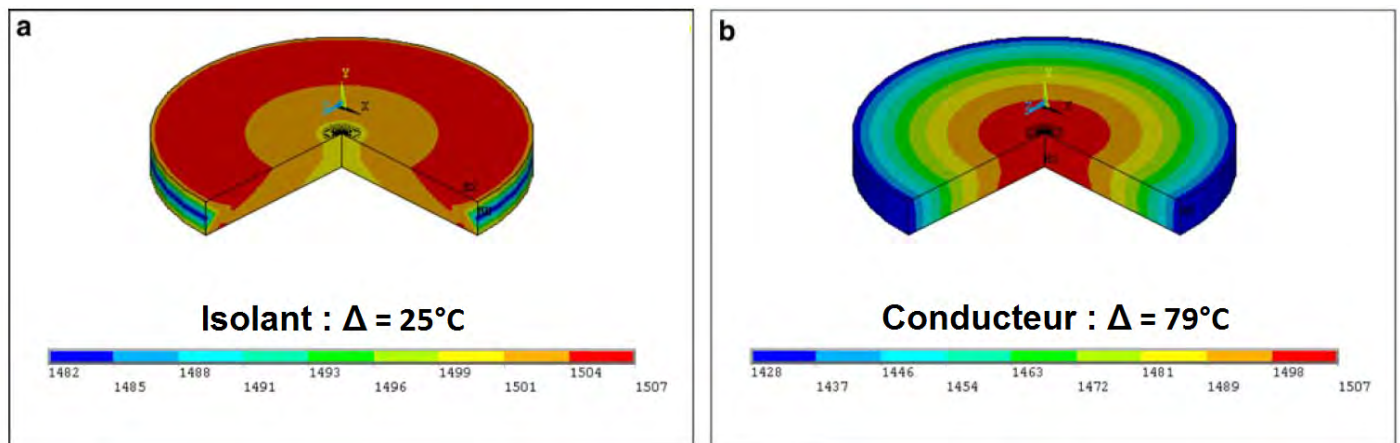 a
Y
X
Isolant : Δ = 25°C
1482 1488 1493 1499 1504
1485 1491 1496 1501 1507
b
Y
Conducteur : Δ = 79°C
1428 1446 1463 1481 1498
1437 1454 1472 1489 1507